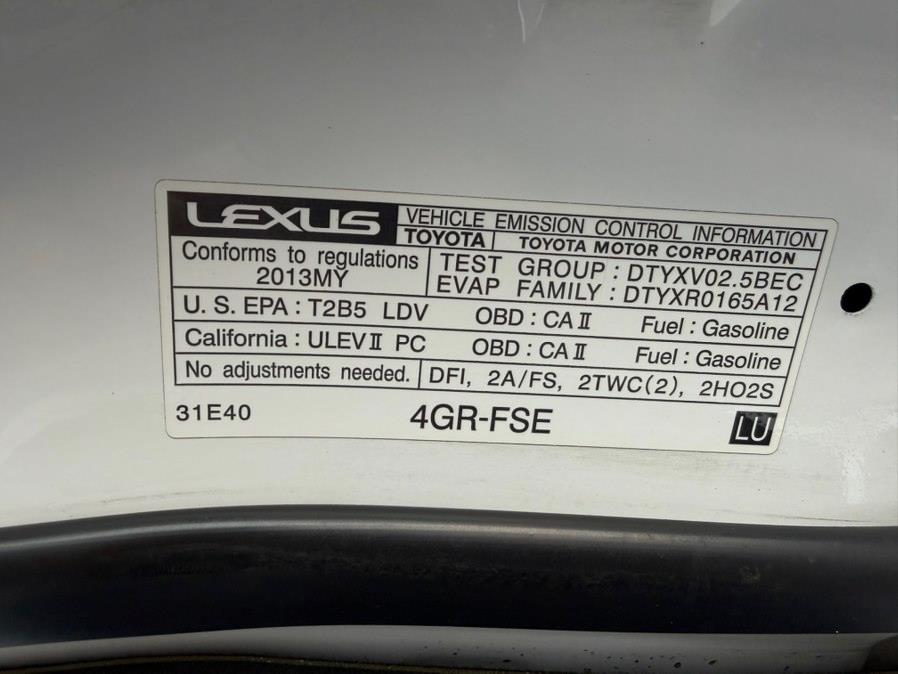 LEXUS VEHICLE EMISSION CONTROL INFORMATION
TOYOTA TOYOTA MOTOR CORPORATION
Conforms to regulations
2013MY
TEST GROUP : DTYXV02.5BEC
EVAP FAMILY : DTYXR0165A12
U. S. EPA : T2B5 LDV OBD : CA II Fuel : Gasoline
California : ULEV II PC OBD : CA II Fuel : Gasoline
No adjustments needed. DFI, 2A/FS, 2TWC(2), 2HO2S
31E40 4GR-FSE LU